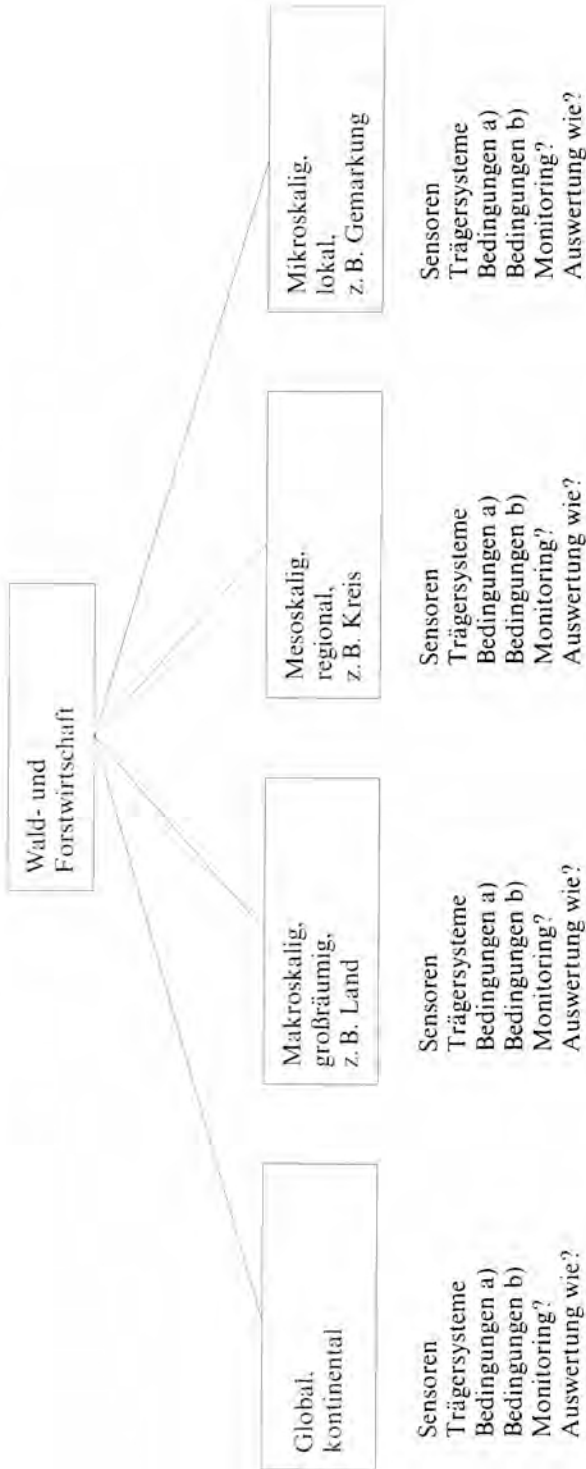 Wald- und
Forstwirtschaft
Global.
kontinental
Makroskalig,
großräumig,
z. B. Land
Mesoskalig,
regional,
z. B. Kreis
Mikroskalig,
lokal,
z. B. Gemarkung
Sensoren
Trägersysteme
Bedingungen a)
Bedingungen b)
Monitoring?
Auswertung wie?
Sensoren
Trägersysteme
Bedingungen a)
Bedingungen b)
Monitoring?
Auswertung wie?
Sensoren
Trägersysteme
Bedingungen a)
Bedingungen b)
Monitoring?
Auswertung wie?
Sensoren
Trägersysteme
Bedingungen a)
Bedingungen b)
Monitoring?
Auswertung wie?